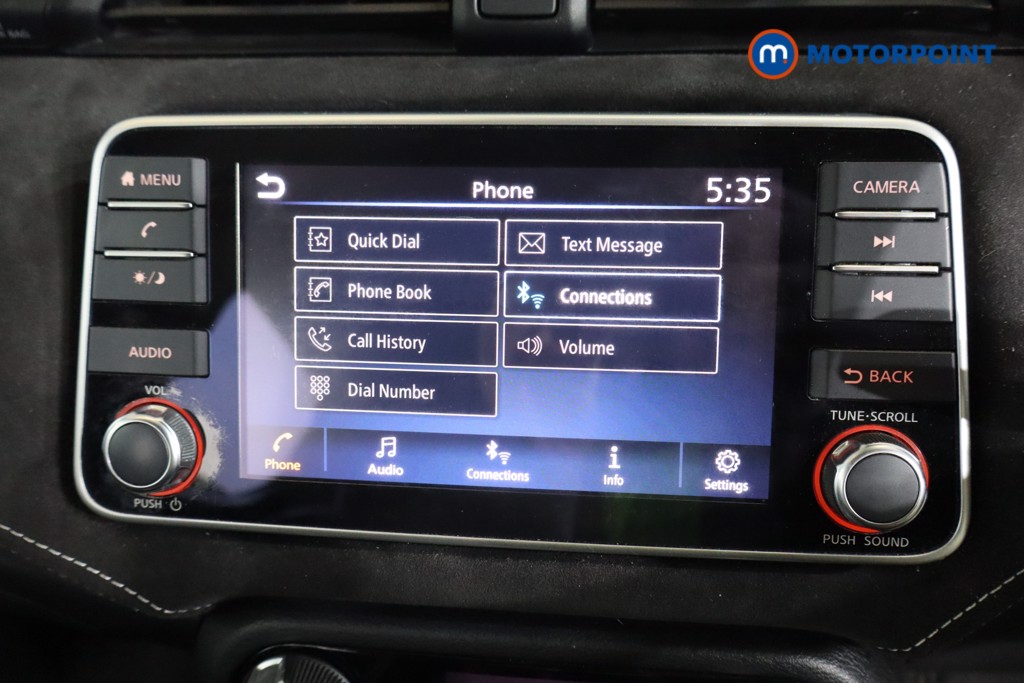 BAG
m
MOTORPOINT
MENU
AUDIO
VOL
PUSH
Phone
5:35
Quick Dial
Text Message
Phone Book
Connections
Call History
Volume
Dial Number
Phone
Audio
Connections
Info
Settings
CAMERA
BACK
TUNE·SCROLL
PUSH SOUND